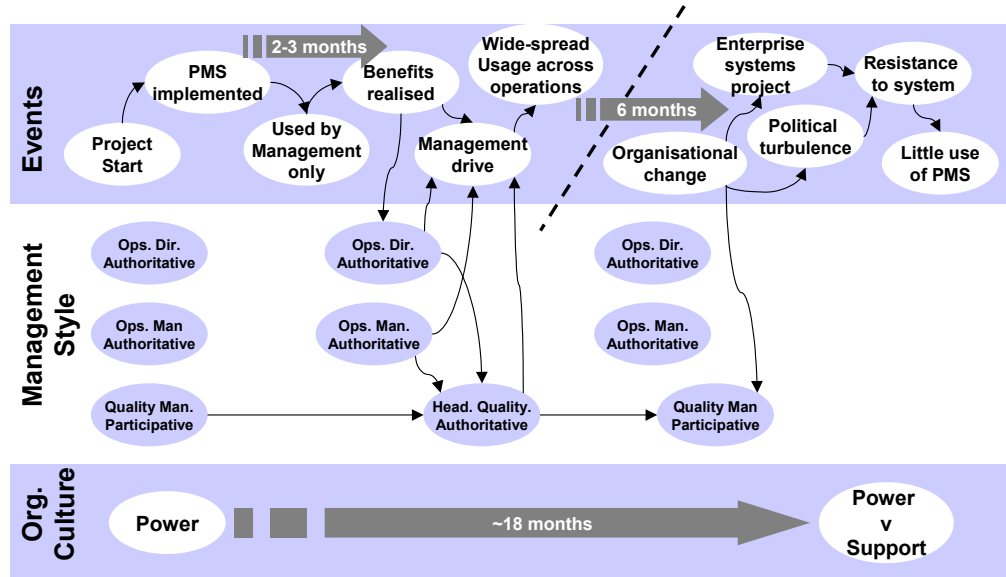 Events
2-3 months
PMS
implemented
Project
Start
Used by
Management
only
Benefits
realised
Management
drive
Wide-spread
Usage across
operations
6 months
Organisational
change
Enterprise
systems
project
Political
turbulence
Resistance
to system
Little use
of PMS
Management
Style
Ops. Dir.
Authoritative
Ops. Dir.
Authoritative
Ops. Dir.
Authoritative
Ops. Man
Authoritative
Ops. Man.
Authoritative
Ops. Man.
Authoritative
Quality Man.
Participative
Head. Quality.
Authoritative
Quality Man
Participative
Org.
Culture
Power
~18 months
Power
v
Support